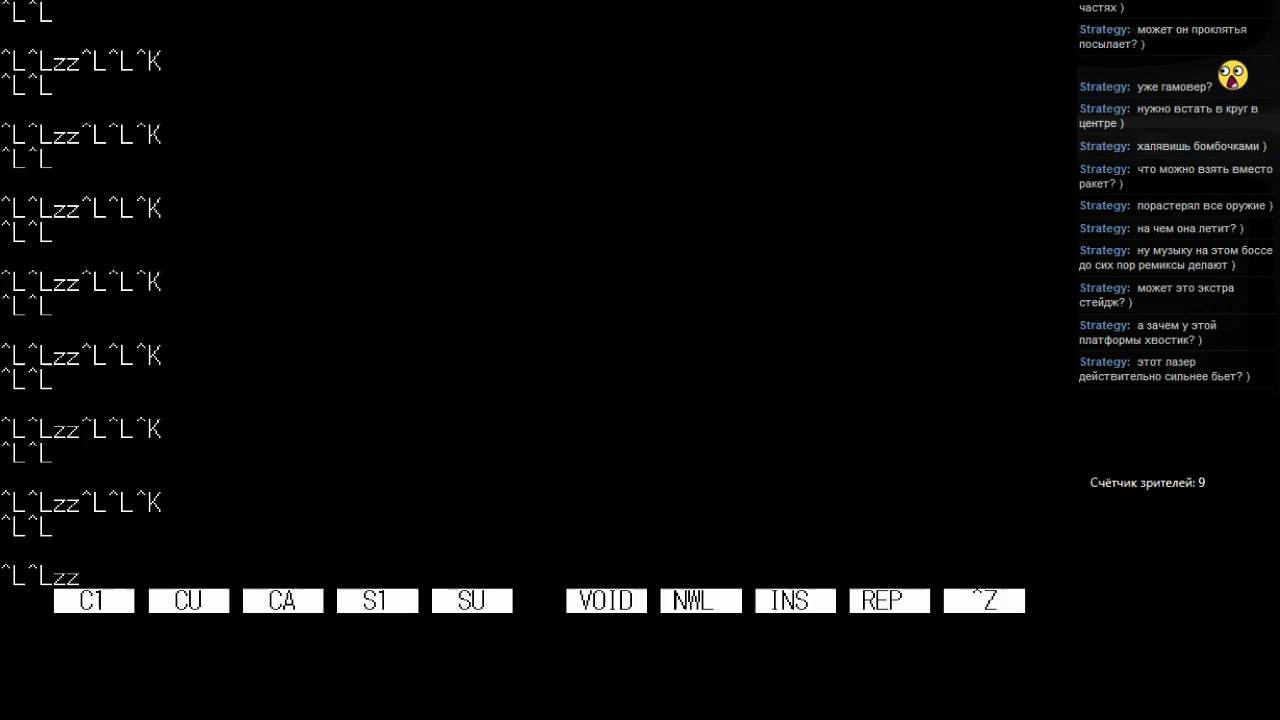 ^L^L
^L^Lzz^L^L^K
^L^L
^L^Lzz^L^L^K
^L^L
^L^Lzz^L^L^K
^L^L
^L^Lzz^L^L^K
^L^L
^L^Lzz^L^L^K
^L^L
^L^Lzz^L^L^K
^L^L
^L^Lzz^L^L^K
^L^L
^L^Lzz
C1 CU CA S1 SU VOID NWL INS REP ^Z
частях )
Strategy: может он проклятья
посылает? )
Strategy: уже гамовер?
Strategy: нужно встать в круг в
центре )
Strategy: халявишь бомбочками )
Strategy: что можно взять вместо
ракет? )
Strategy: порастерял все оружие )
Strategy: на чем она летит? )
Strategy: ну музыку на этом боссе
до сих пор ремиксы делают )
Strategy: может это экстра
стейдж? )
Strategy: а зачем у этой
платформы хвостик? )
Strategy: этот лазер
действительно сильнее бьет? )
Счётчик зрителей: 9